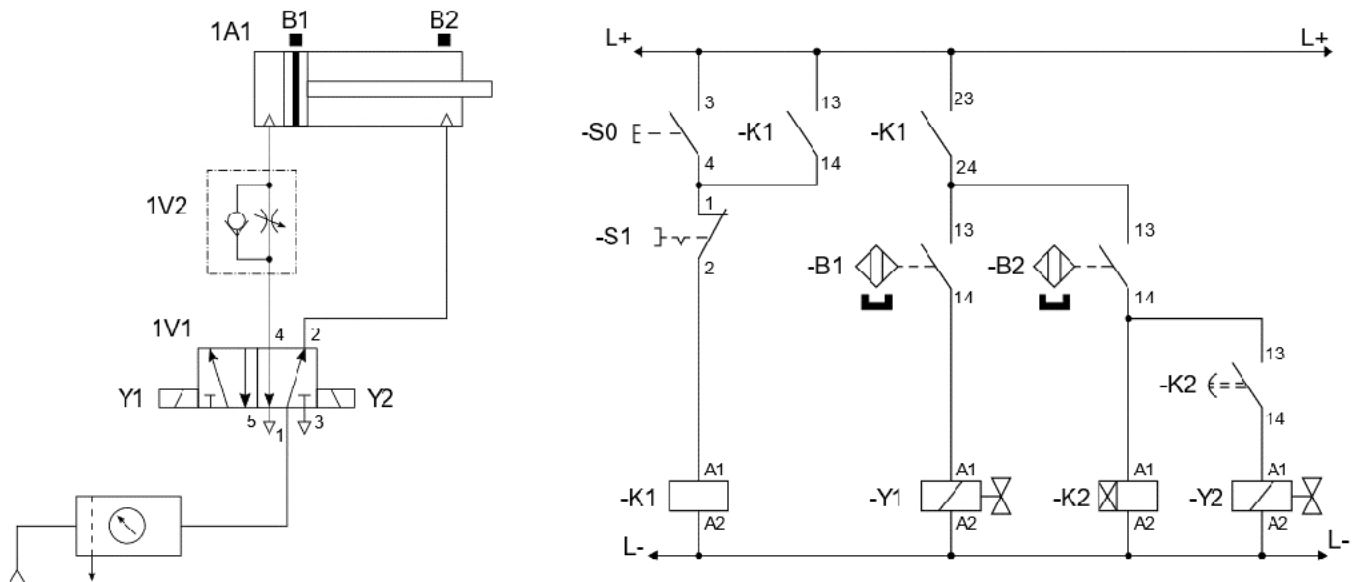 1A1 B1 B2
1V2
1V1 4 2
Y1 Y2
5 1 3
L+ L+
3 13 23
-S0 -K1 -K1
4 14 24
1
-S1
2
13 13
-B1 -B2
14 14
13
-K2
14
A1 A1 A1 A1
-K1 -Y1 -K2 -Y2
A2 A2 A2 A2
L- L-